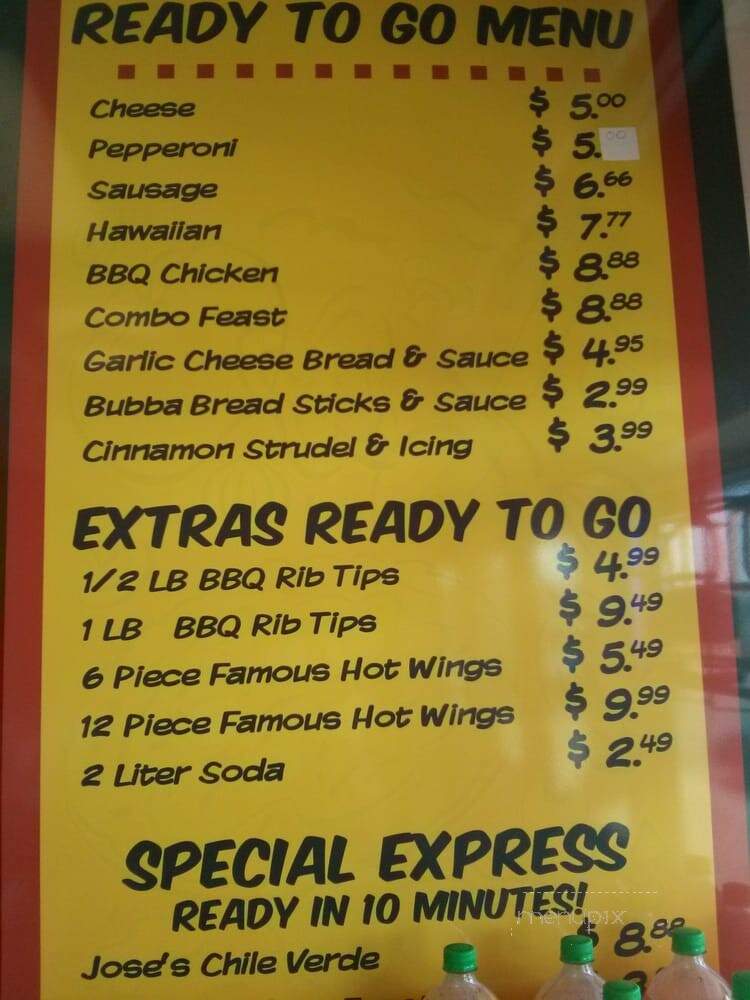 READY TO GO MENU
Cheese $ 5.00
Pepperoni $ 5.00
Sausage $ 6.66
Hawaiian $ 7.77
BBQ Chicken $ 8.88
Combo Feast $ 8.88
Garlic Cheese Bread & Sauce $ 4.95
Bubba Bread Sticks & Sauce $ 2.99
Cinnamon Strudel & Icing $ 3.99
EXTRAS READY TO GO
1/2 LB BBQ Rib Tips $ 4.99
1 LB BBQ Rib Tips $ 9.49
6 Piece Famous Hot Wings $ 5.49
12 Piece Famous Hot Wings $ 9.99
2 Liter Soda $ 2.49
SPECIAL EXPRESS
READY IN 10 MINUTES!
menupix
Jose's Chile Verde $ 8.88